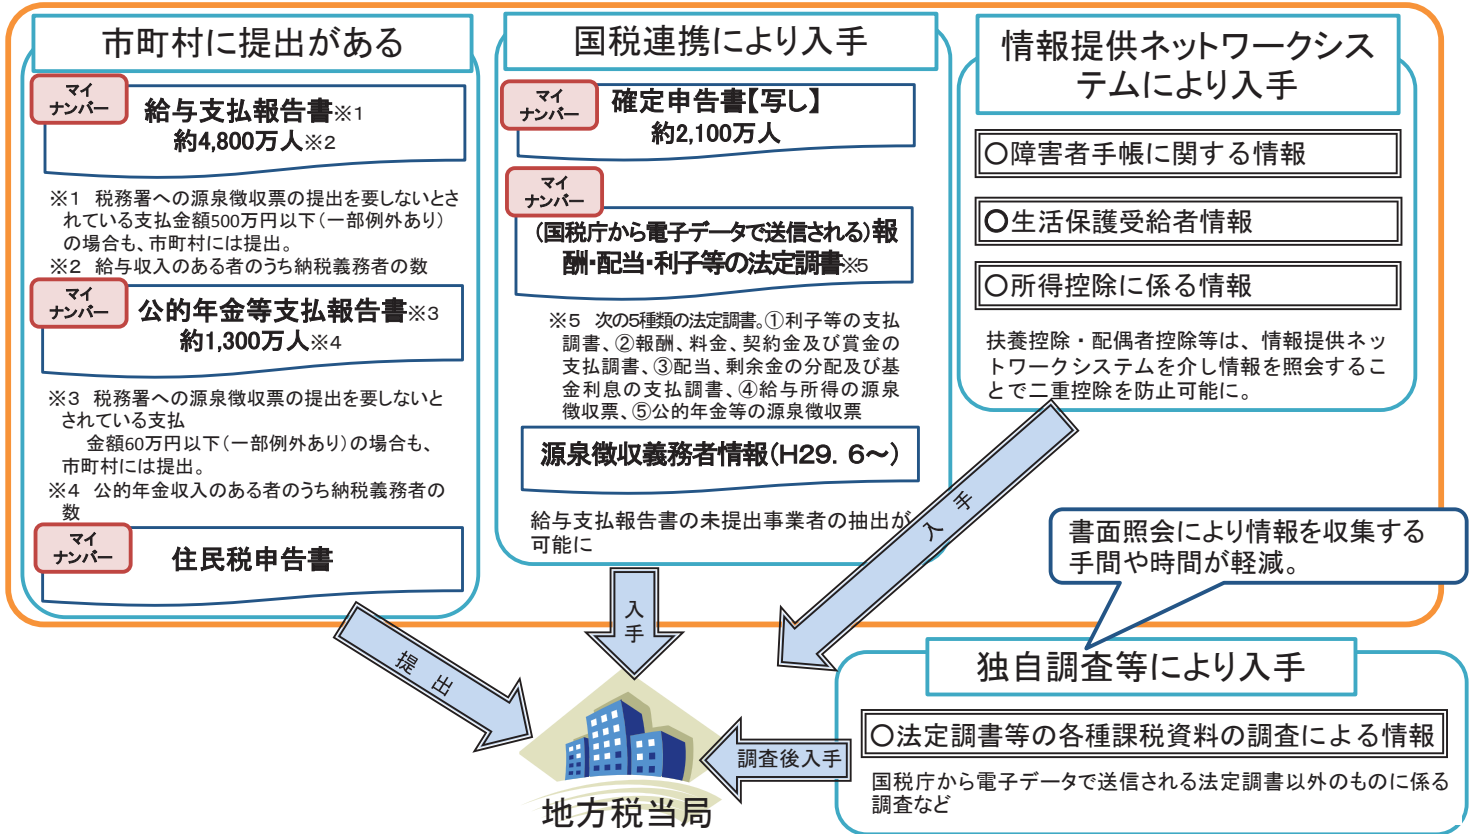 市町村に提出がある
マイ
ナンバー
給与支払報告書※1
約4,800万人※2
※1　税務署への源泉徴収票の提出を要しないとさ
れている支払金額500万円以下（一部例外あり）
の場合も、市町村には提出。
※2　給与収入のある者のうち納税義務者の数
マイ
ナンバー
公的年金等支払報告書※3
約1,300万人※4
※3　税務署への源泉徴収票の提出を要しないと
されている支払
金額60万円以下（一部例外あり）の場合も、
市町村には提出。
※4　公的年金収入のある者のうち納税義務者の
数
マイ
ナンバー
住民税申告書
国税連携により入手
マイ
ナンバー
確定申告書【写し】
約2,100万人
マイ
ナンバー
（国税庁から電子データで送信される）報
酬・配当・利子等の法定調書※5
※5　次の5種類の法定調書。①利子等の支払
調書、②報酬、料金、契約金及び賞金の
支払調書、③配当、剰余金の分配及び基
金利息の支払調書、④給与所得の源泉
徴収票、⑤公的年金等の源泉徴収票
源泉徴収義務者情報（H29．6～）
給与支払報告書の未提出事業者の抽出が
可能に
情報提供ネットワークシス
テムにより入手
〇障害者手帳に関する情報
〇生活保護受給者情報
〇所得控除に係る情報
扶養控除・配偶者控除等は、情報提供ネッ
トワークシステムを介し情報を照会するこ
とで二重控除を防止可能に。
提出
入手
入手
書面照会により情報を収集する
手間や時間が軽減。
独自調査等により入手
〇法定調書等の各種課税資料の調査による情報
国税庁から電子データで送信される法定調書以外のものに係る
調査など
調査後入手
地方税当局